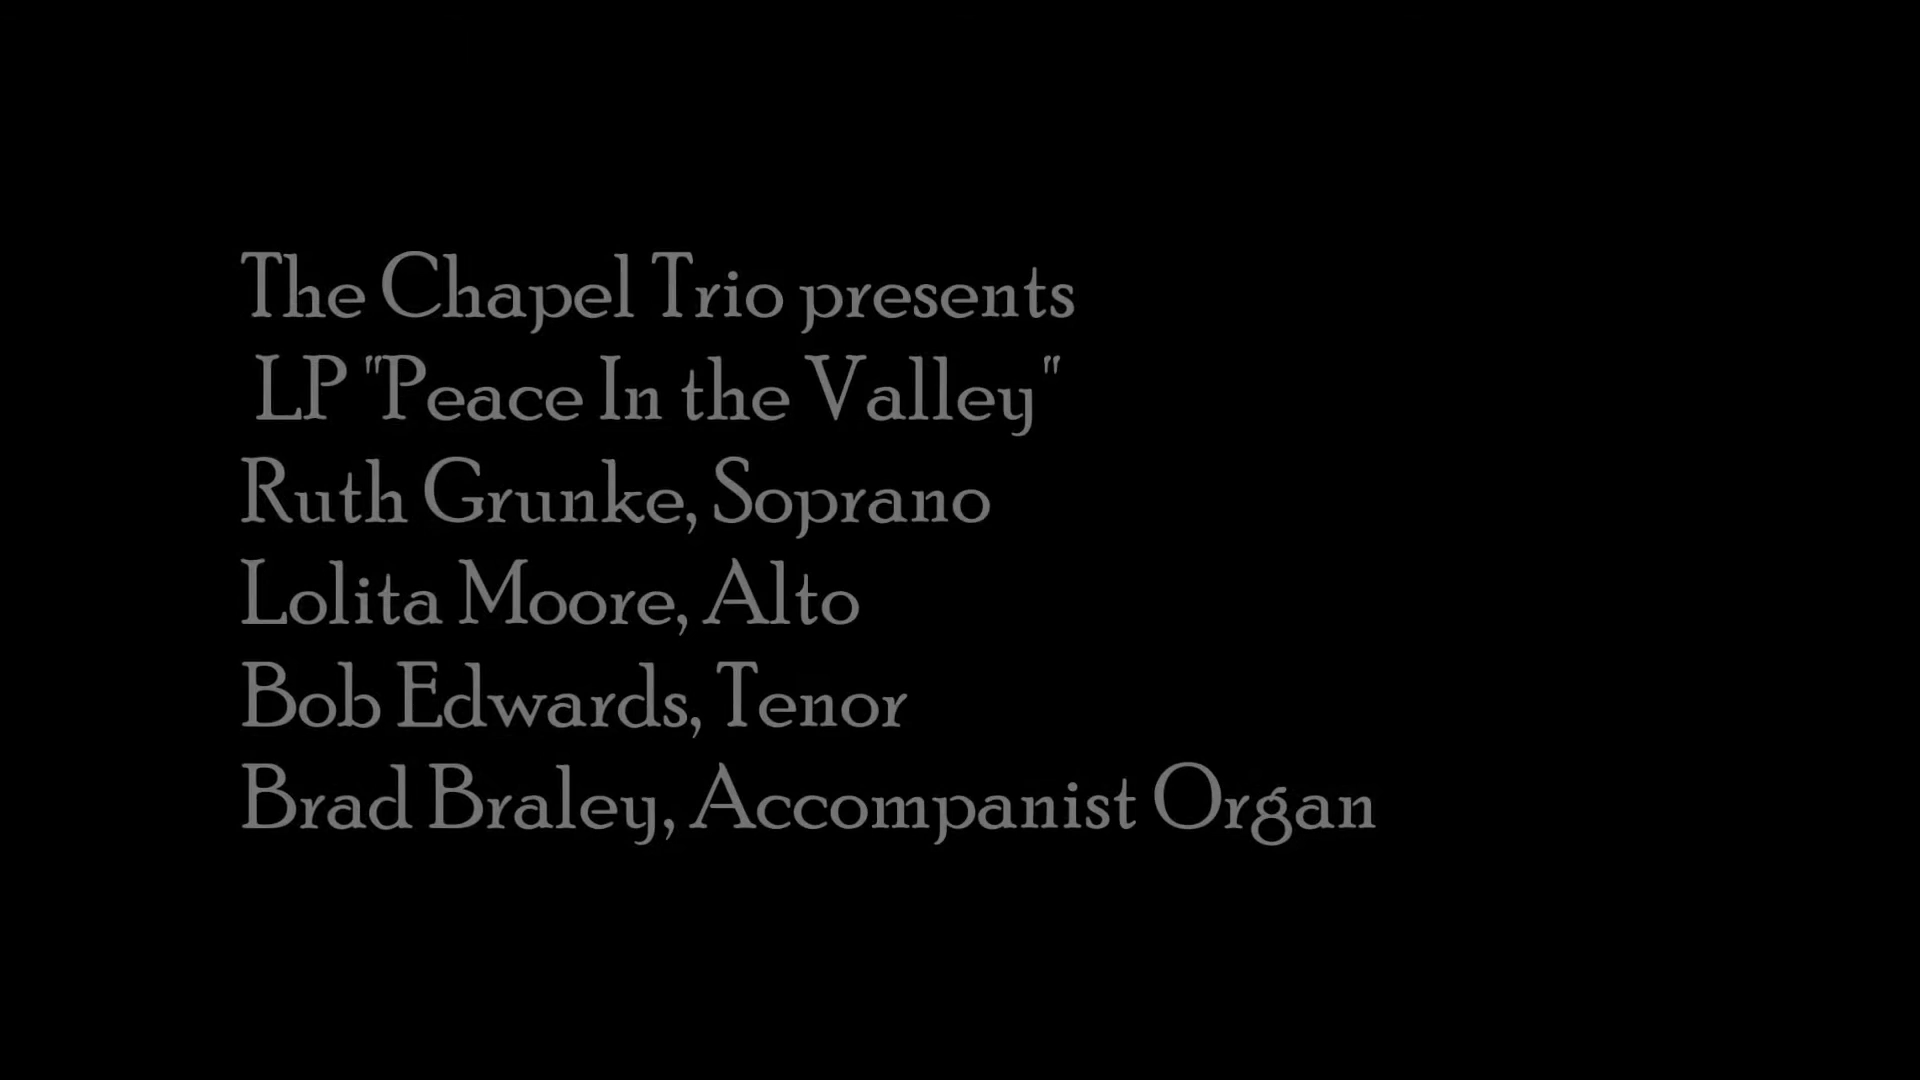 The Chapel Trio presents
LP "Peace In the Valley"
Ruth Grunke, Soprano
Lolita Moore, Alto
Bob Edwards, Tenor
Brad Braley, Accompanist Organ